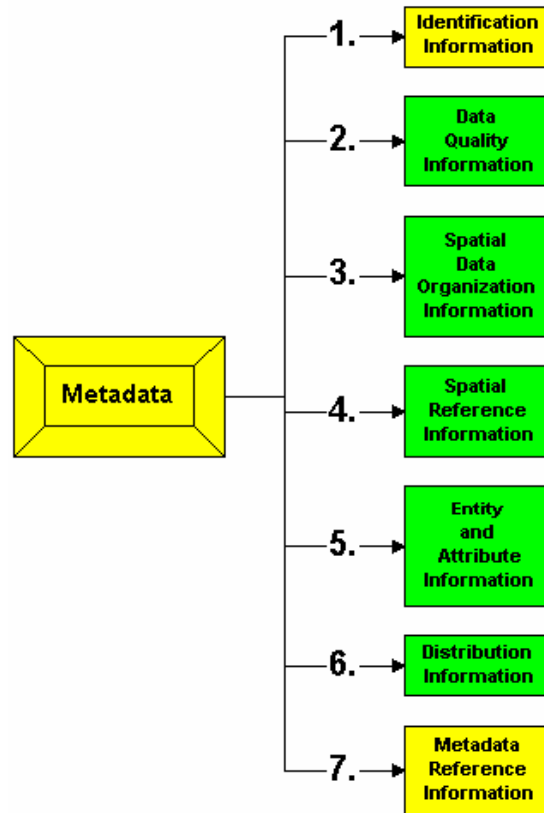 1.
Identification
Information
2.
Data
Quality
Information
3.
Spatial
Data
Organization
Information
Metadata
4.
Spatial
Reference
Information
5.
Entity
and
Attribute
Information
6.
Distribution
Information
7.
Metadata
Reference
Information